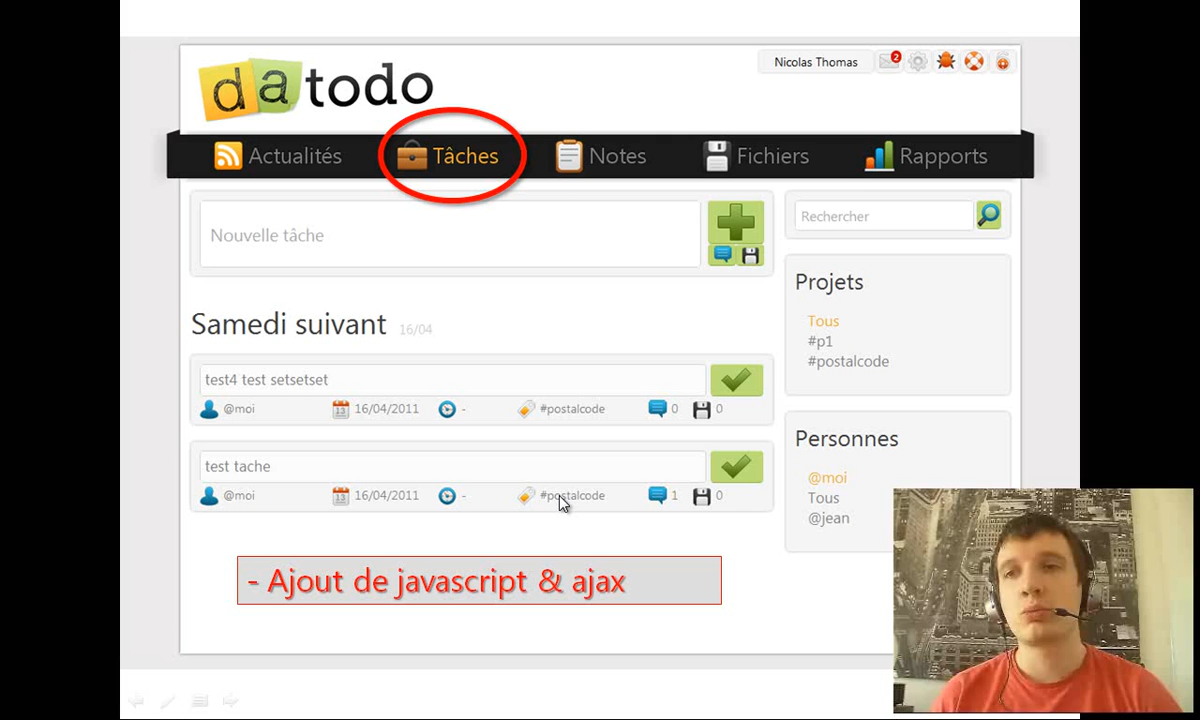 datodo
Nicolas Thomas
2
Actualités
Tâches
Notes
Fichiers
Rapports
Nouvelle tâche
Rechercher
Projets
Tous
#p1
#postalcode
Samedi suivant 16/04
test4 test setsetset
@moi 13 16/04/2011 - #postalcode 0 0
test tache
@moi 13 16/04/2011 - #postalcode 1 0
Personnes
@moi
Tous
@jean
- Ajout de javascript & ajax